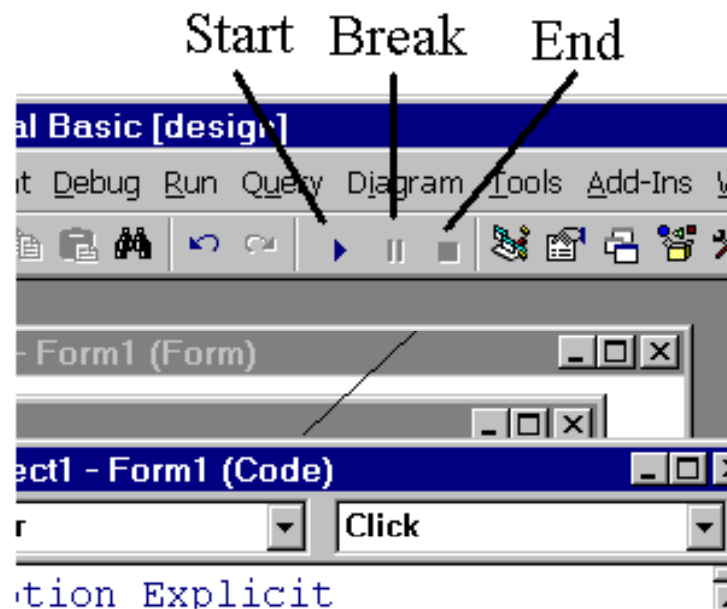 Start Break End
al Basic [design]
nt Debug Run Query Diagram Tools Add-Ins
- Form1 (Form)
ect1 - Form1 (Code)
r Click
tion Explicit